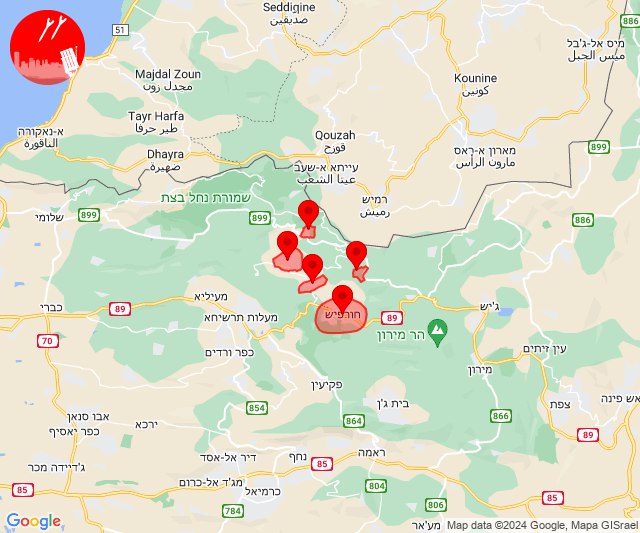 Seddigine
صديقين
51
מיס אל-ג'בל
ميس الجبل
Majdal Zoun
مجدل زون
Kounine
كونين
Tayr Harfa
طير حرفا
א-נאקורה
الناقورة
Qouzah
قوزح
899
מארון א-ראס
مارون الراس
Dhayra
ضهيرة
עייתא א-שעב
عيتا الشعب
רמיש
رميش
שמורת נחל בצת
שלומי
899
899
886
מעיליא
כברי
89
ג'יש
מעלות תרשיחא
חורפיש
89
הר מירון
70
כפר ורדים
עין זיתים
מירון
פקיעין
בית ג'ן
צפת
אש פינה
854
864
866
אבו סנאן
כפר יאסיף
ירכא
89
ראמה
נחף
דיר אל-אסד
85
ג'דיידה מכר
מג'ד אל-כרום
כרמיאל
85
804
806
85
784
מע'אר
Google
Map data ©2024 Google, Mapa GISrael